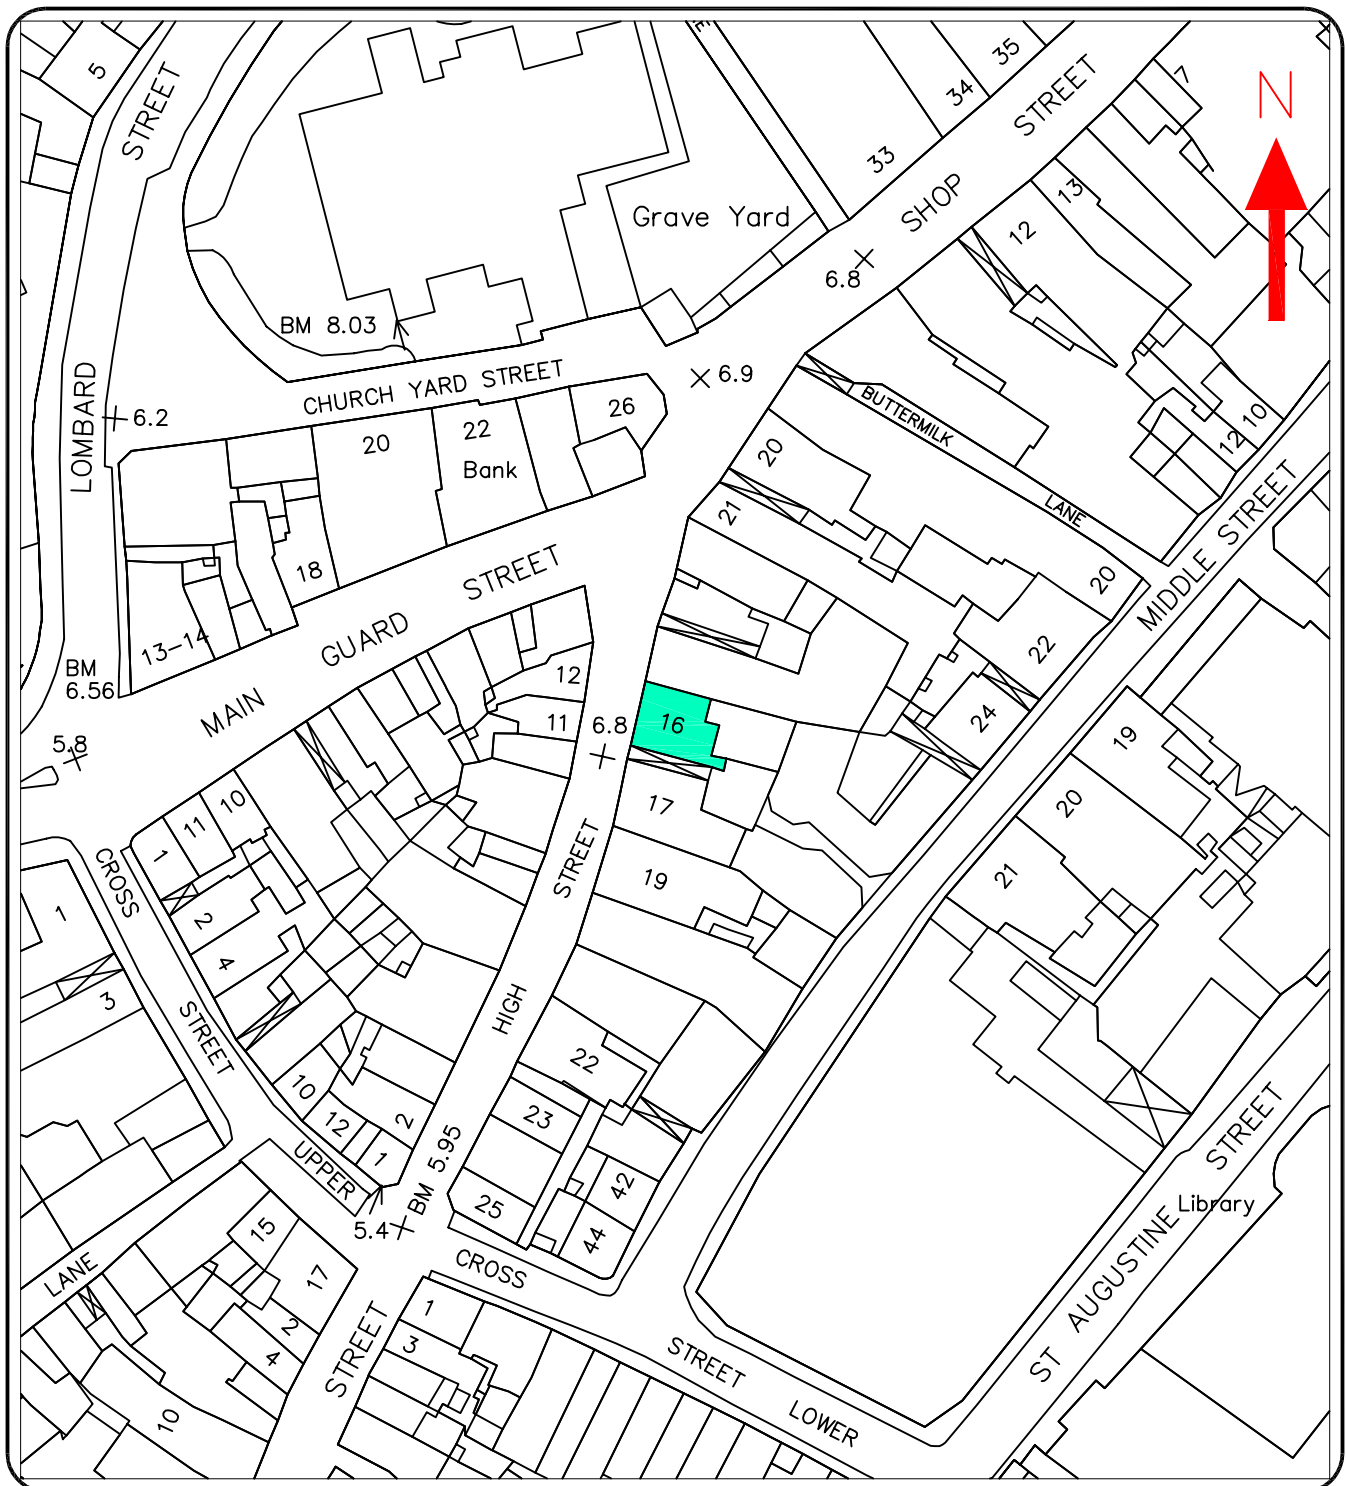 5
STREET
35
34
33
STREET
7
N
SHOP
Grave Yard
13
12
6.8
BM 8.03
LOMBARD
CHURCH YARD STREET
6.9
6.2
26
22
20
Bank
BUTTERMILK
LANE
10
12
20
21
MIDDLE STREET
20
22
24
18
STREET
GUARD
MAIN
13-14
BM
6.56
5.8
12
11
6.8
16
17
19
19
20
21
10
11
1
CROSS
2
4
1
3
STREET
STREET
HIGH
22
23
10
12
2
1
UPPER
BM 5.95
5.4
25
42
44
CROSS
STREET
LOWER
STREET
Library
ST AUGUSTINE
LANE
15
17
2
4
10
STREET
1
3